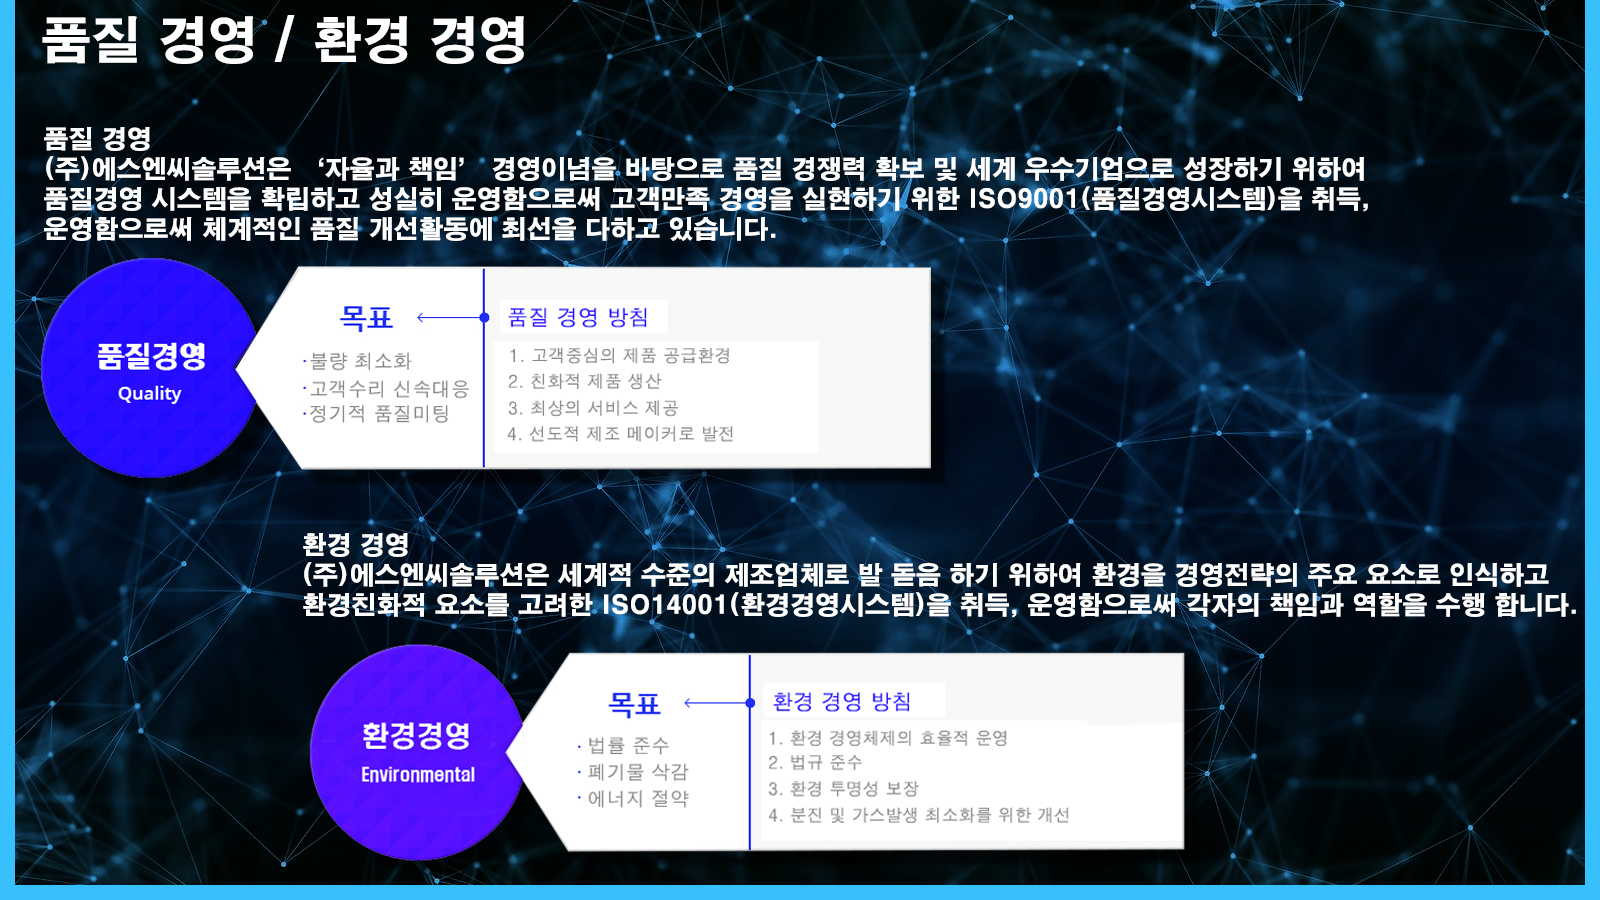 품질 경영 / 환경 경영
품질 경영
(주)에스엔씨솔루션은 ‘자율과 책임’ 경영이념을 바탕으로 품질 경쟁력 확보 및 세계 우수기업으로 성장하기 위하여
품질경영 시스템을 확립하고 성실히 운영함으로써 고객만족 경영을 실현하기 위한 ISO9001(품질경영시스템)을 취득,
운영함으로써 체계적인 품질 개선활동에 최선을 다하고 있습니다.
품질경영
Quality
목표
·불량 최소화
·고객수리 신속대응
·정기적 품질미팅
품질 경영 방침
1. 고객중심의 제품 공급환경
2. 친화적 제품 생산
3. 최상의 서비스 제공
4. 선도적 제조 메이커로 발전
환경 경영
(주)에스엔씨솔루션은 세계적 수준의 제조업체로 발 돋음 하기 위하여 환경을 경영전략의 주요 요소로 인식하고
환경친화적 요소를 고려한 ISO14001(환경경영시스템)을 취득, 운영함으로써 각자의 책임과 역할을 수행 합니다.
환경경영
Environmental
목표
· 법률 준수
· 폐기물 삭감
· 에너지 절약
환경 경영 방침
1. 환경 경영체제의 효율적 운영
2. 법규 준수
3. 환경 투명성 보장
4. 분진 및 가스발생 최소화를 위한 개선